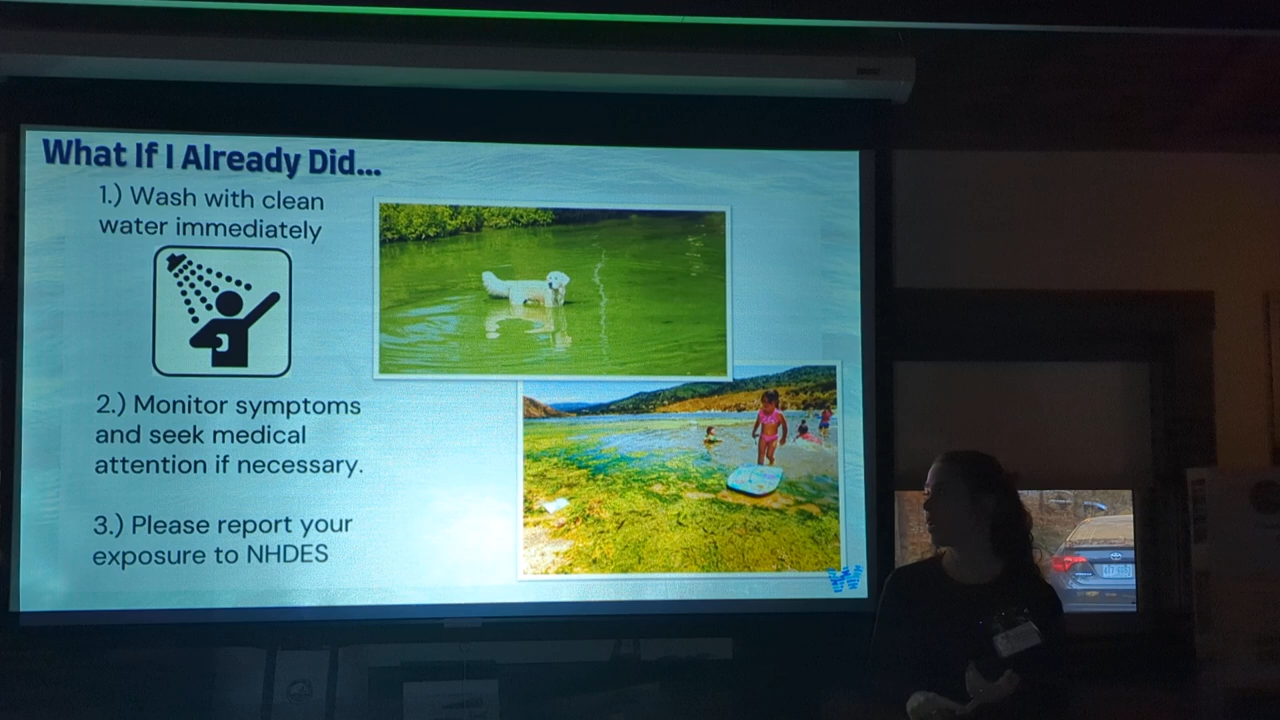 What If I Already Did...
1.) Wash with clean
water immediately
2.) Monitor symptoms
and seek medical
attention if necessary.
3.) Please report your
exposure to NHDES